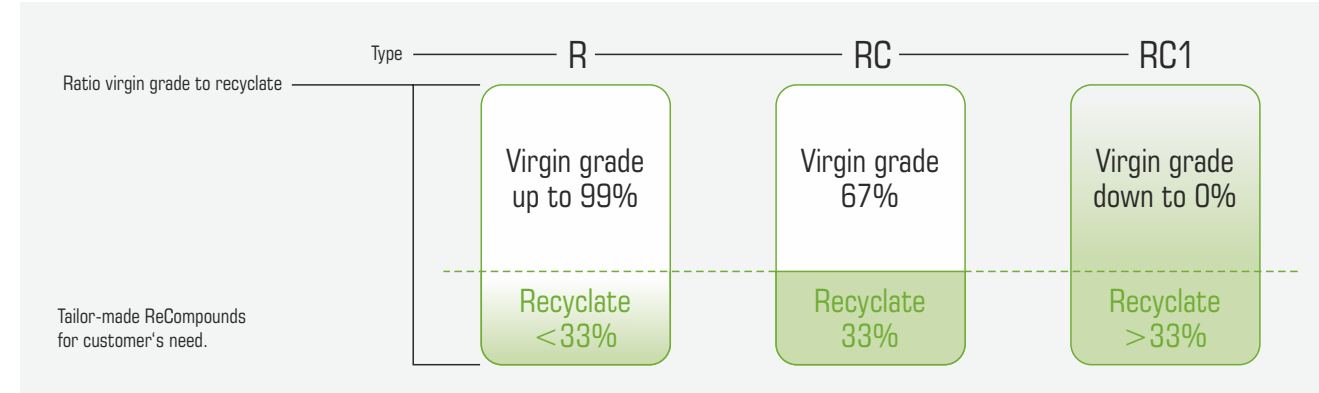 Type R RC RC1
Ratio virgin grade to recyclate
Virgin grade
up to 99%
Virgin grade
67%
Virgin grade
down to 0%
Recyclate
<33%
Recyclate
33%
Recyclate
>33%
Tailor-made ReCompounds
for customer‘s need.